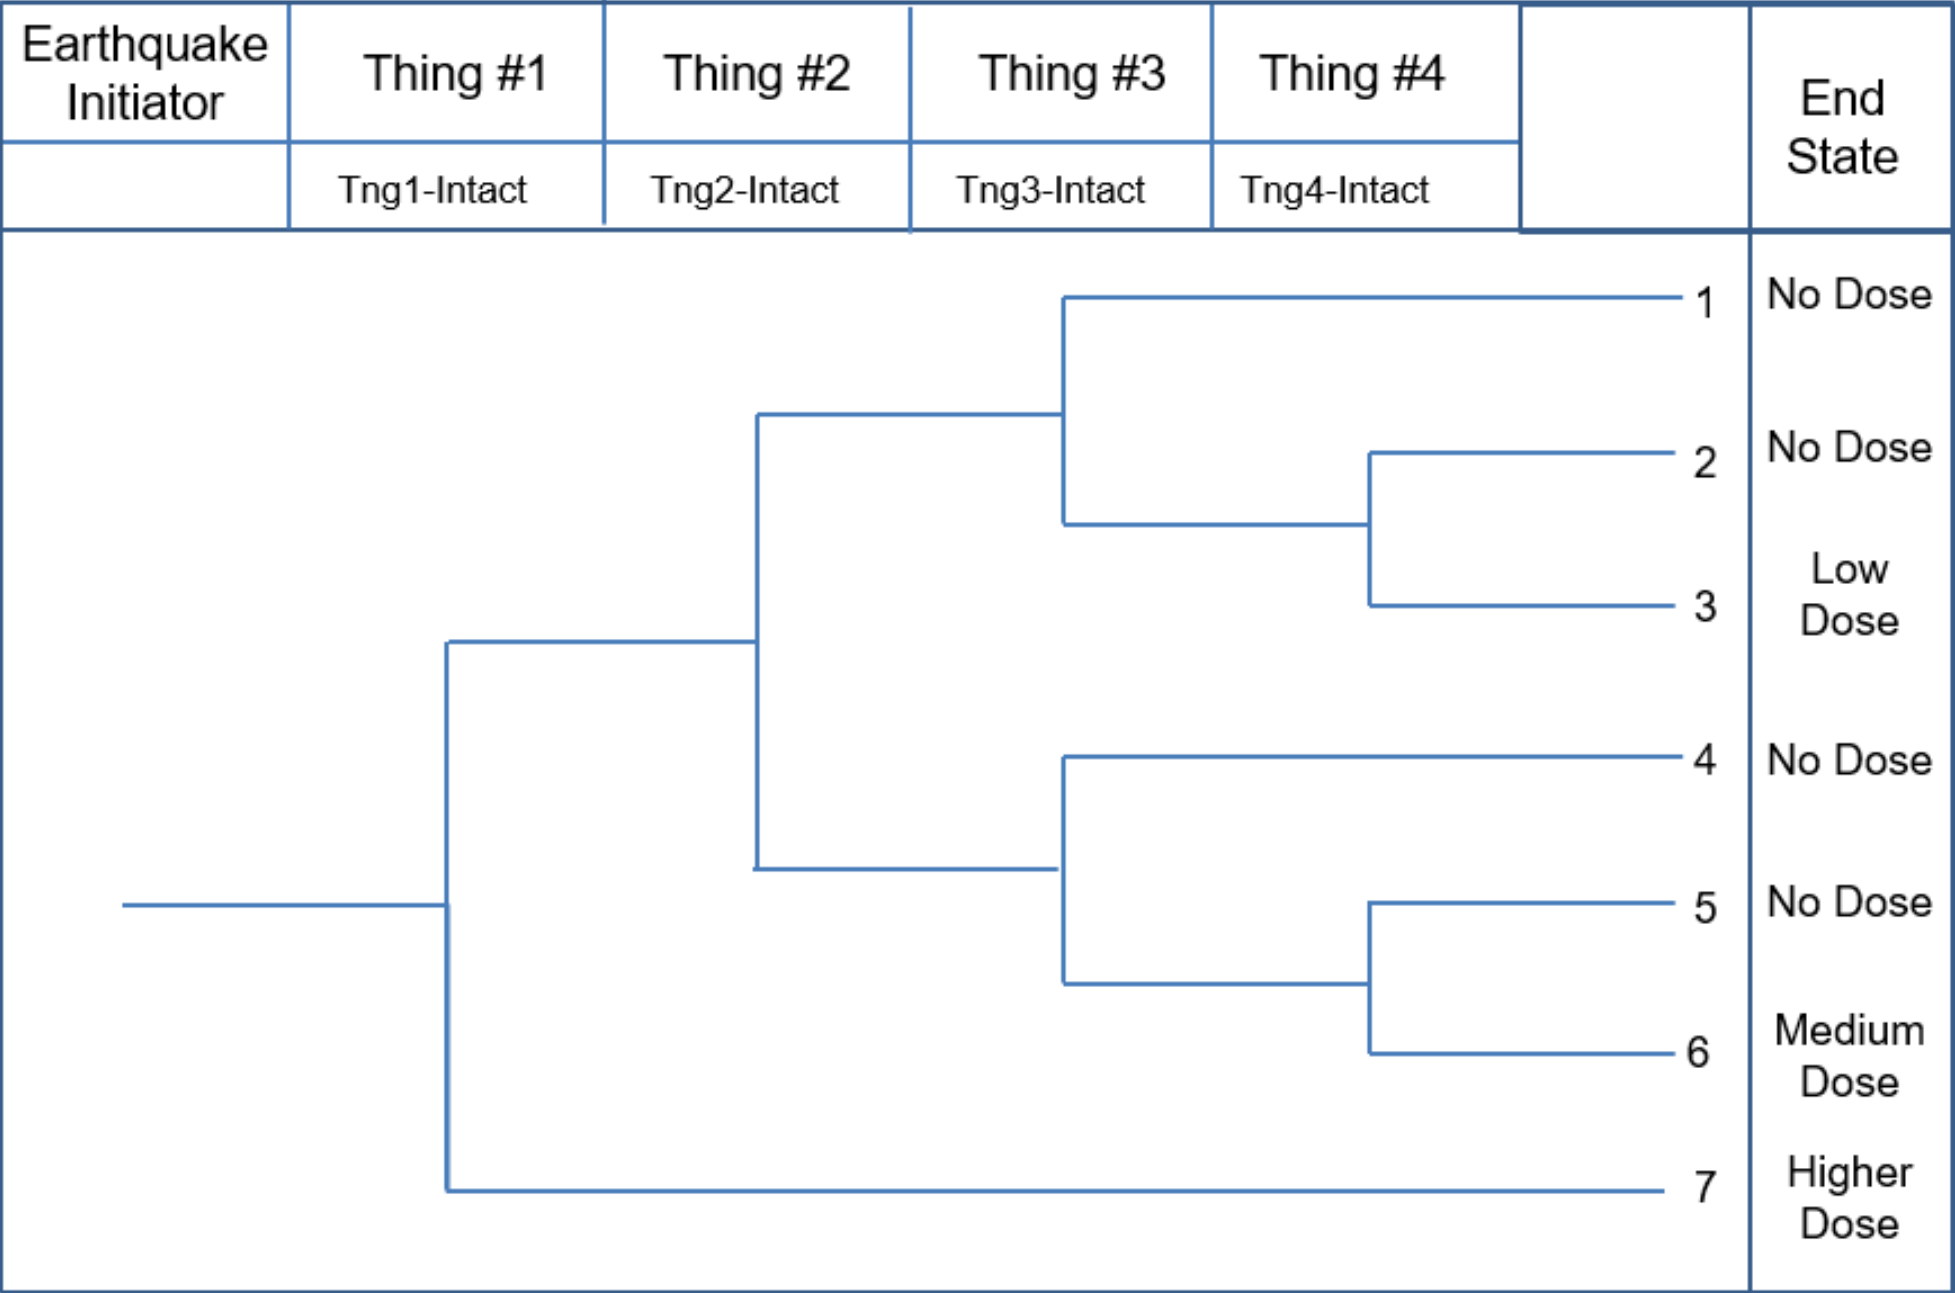 Earthquake
Initiator
Thing #1
Thing #2
Thing #3
Thing #4
End
State
Tng1-Intact
Tng2-Intact
Tng3-Intact
Tng4-Intact
1 No Dose
2 No Dose
3 Low
Dose
4 No Dose
5 No Dose
6 Medium
Dose
7 Higher
Dose